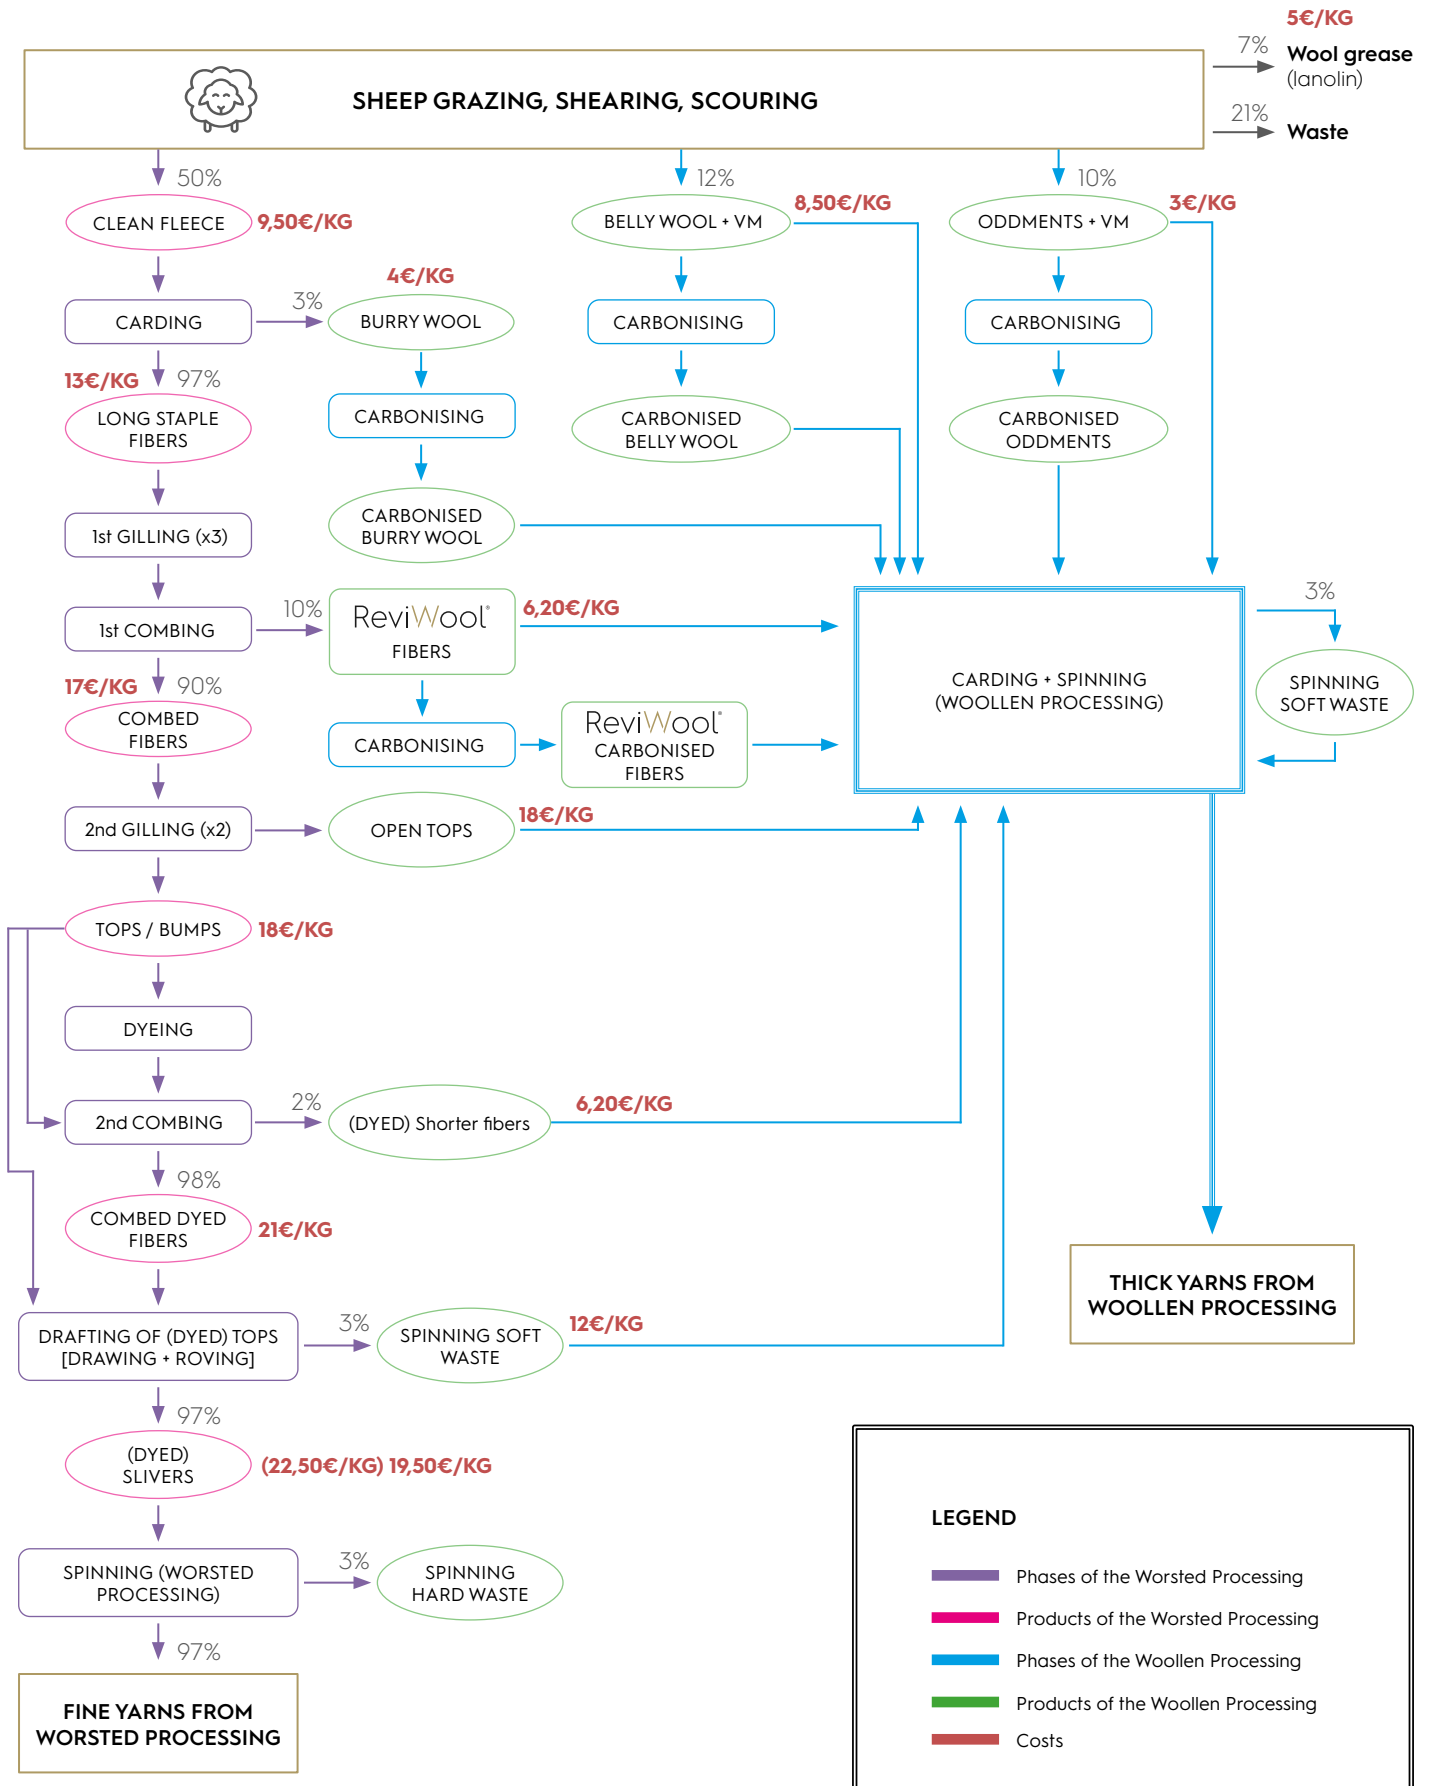 5€/KG
7%
Wool grease
(lanolin)
SHEEP GRAZING, SHEARING, SCOURING
21%
Waste
50%
12%
10%
CLEAN FLEECE
9,50€/KG
BELLY WOOL + VM
8,50€/KG
ODDMENTS + VM
3€/KG
4€/KG
3%
CARDING
BURRY WOOL
CARBONISING
CARBONISING
13€/KG
97%
LONG STAPLE
FIBERS
CARBONISING
CARBONISED
BELLY WOOL
CARBONISED
ODDMENTS
1st GILLING (x3)
CARBONISED
BURRY WOOL
10%
1st COMBING
ReviWool®
FIBERS
6,20€/KG
3%
17€/KG
90%
COMBED
FIBERS
CARBONISING
ReviWool®
CARBONISED
FIBERS
CARDING + SPINNING
(WOOLLEN PROCESSING)
SPINNING
SOFT WASTE
2nd GILLING (x2)
OPEN TOPS
18€/KG
TOPS / BUMPS
18€/KG
DYEING
2nd COMBING
2%
(DYED) Shorter fibers
6,20€/KG
98%
COMBED DYED
FIBERS
21€/KG
THICK YARNS FROM
WOOLLEN PROCESSING
DRAFTING OF (DYED) TOPS
[DRAWING + ROVING]
3%
SPINNING SOFT
WASTE
12€/KG
97%
(DYED)
SLIVERS
(22,50€/KG) 19,50€/KG
SPINNING (WORSTED
PROCESSING)
3%
SPINNING
HARD WASTE
97%
FINE YARNS FROM
WORSTED PROCESSING
LEGEND
Phases of the Worsted Processing
Products of the Worsted Processing
Phases of the Woollen Processing
Products of the Woollen Processing
Costs